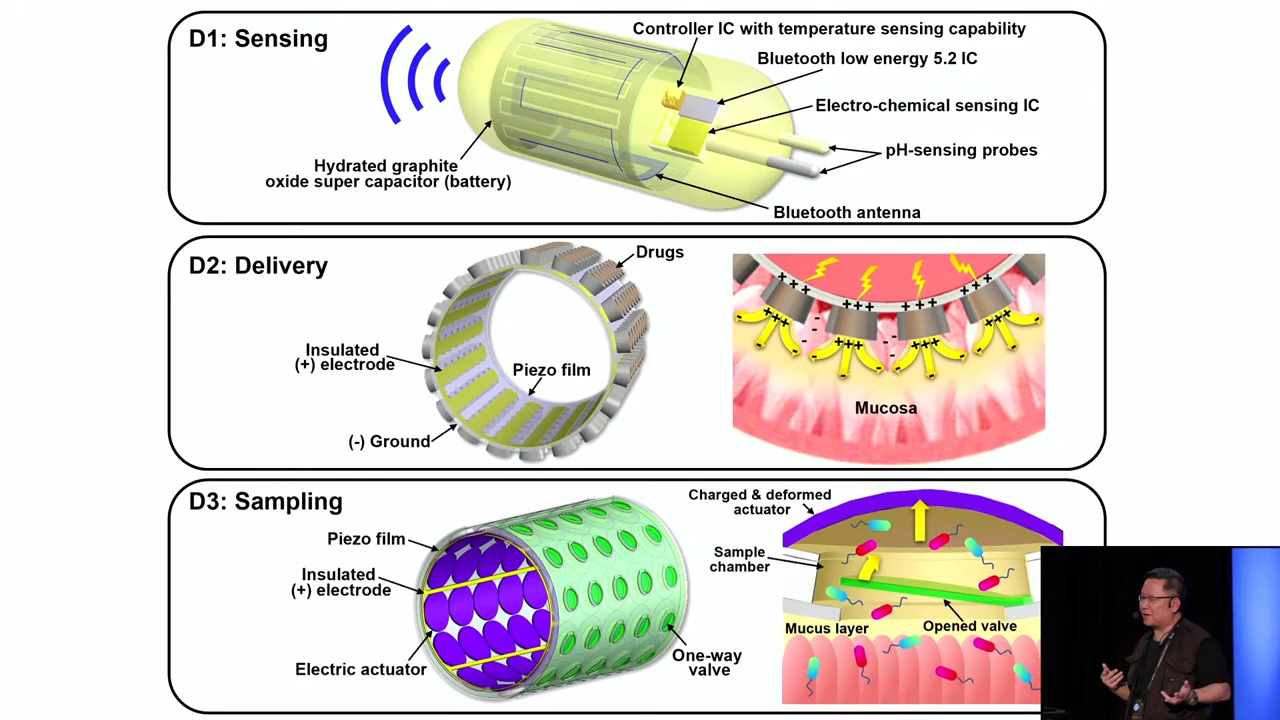 D1: Sensing
Controller IC with temperature sensing capability
Bluetooth low energy 5.2 IC
Electro-chemical sensing IC
pH-sensing probes
Hydrated graphite
oxide super capacitor (battery)
Bluetooth antenna
D2: Delivery
Drugs
Insulated
(+) electrode
Piezo film
(-) Ground
+++ +++ +++ +++
+++ +++ +++ +++
Mucosa
D3: Sampling
Piezo film
Insulated
(+) electrode
Electric actuator
One-way
valve
Charged & deformed
actuator
Sample
chamber
Mucus layer
Opened valve